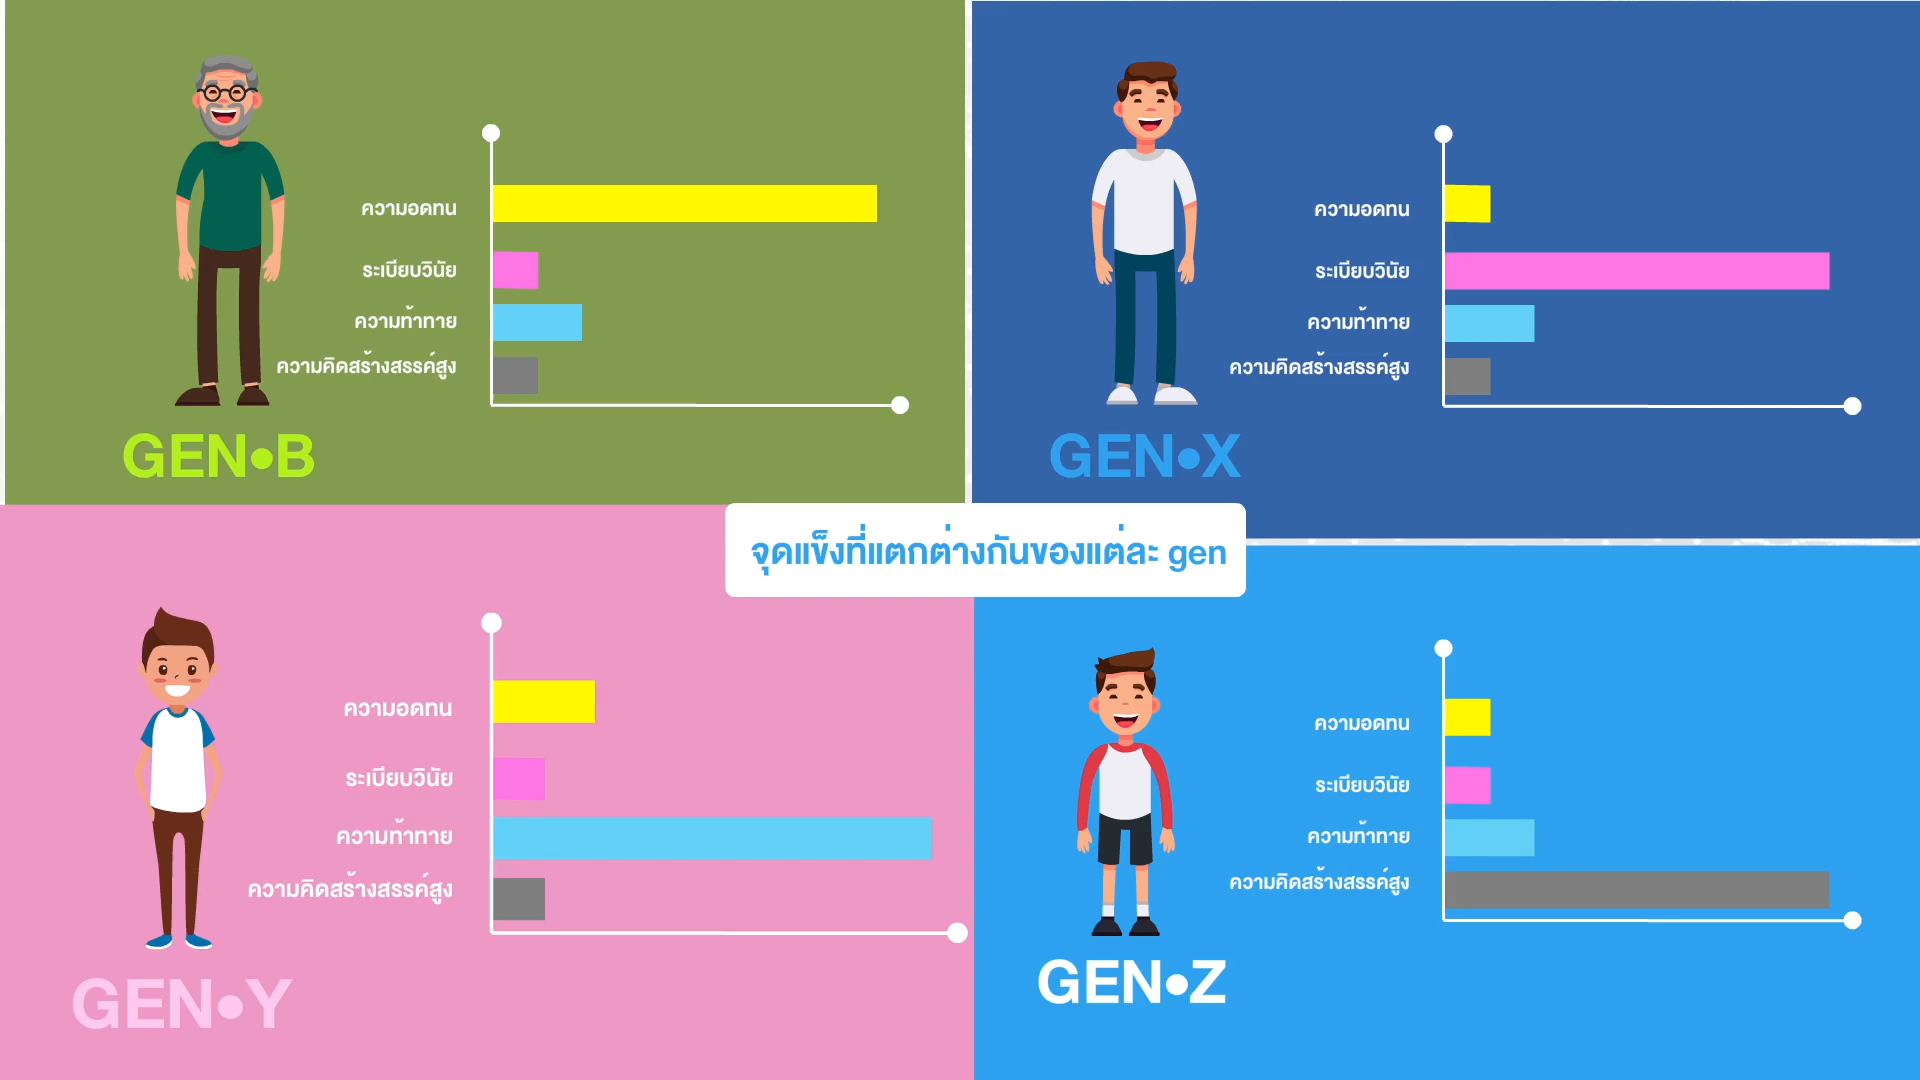 ความอดทน
ระเบียบวินัย
ความท้าทาย
ความคิดสร้างสรรค์สูง
GEN•B
ความอดทน
ระเบียบวินัย
ความท้าทาย
ความคิดสร้างสรรค์สูง
GEN•X
จุดแข็งที่แตกต่างกันของแต่ละ gen
ความอดทน
ระเบียบวินัย
ความท้าทาย
ความคิดสร้างสรรค์สูง
GEN•Y
ความอดทน
ระเบียบวินัย
ความท้าทาย
ความคิดสร้างสรรค์สูง
GEN•Z